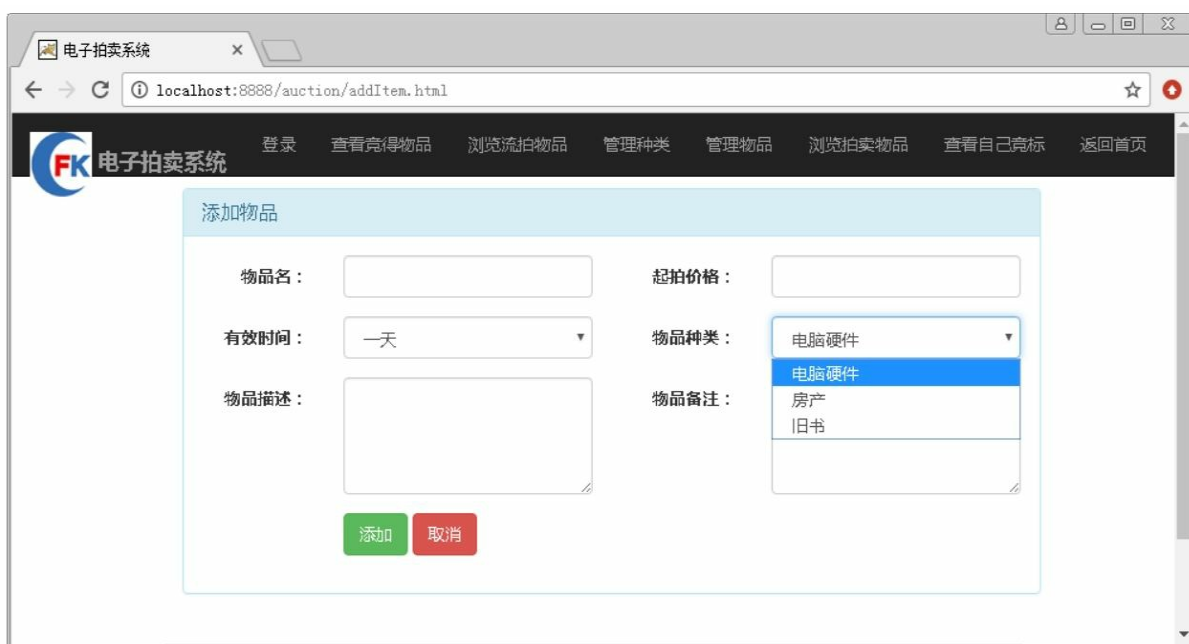 电子拍卖系统
localhost:8888/auction/addItem.html
FK 电子拍卖系统 登录 查看竞得物品 浏览流拍物品 管理种类 管理物品 浏览拍卖物品 查看自己竞标 返回首页
添加物品
物品名： 起拍价格：
有效时间： 一天 物品种类： 电脑硬件
电脑硬件
物品描述： 物品备注： 房产
旧书
添加 取消